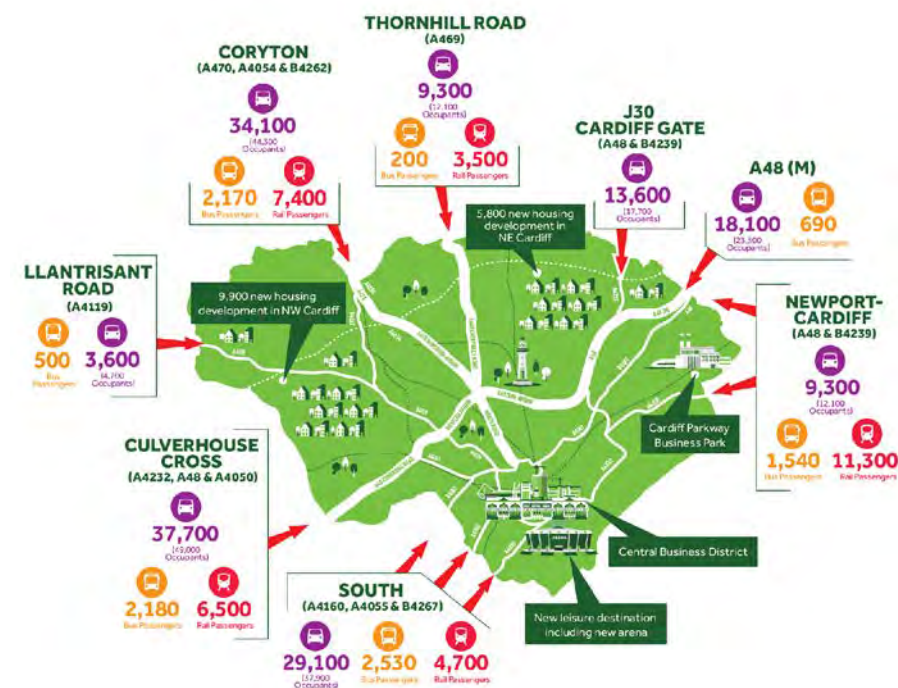 THORNHILL ROAD
(A469)
9,300
(12,100
Occupants)
200
Bus Passengers
3,500
Rail Passengers
CORYTON
(A470, A4054 & B4262)
34,100
(44,300
Occupants)
2,170
Bus Passengers
7,400
Rail Passengers
J30
CARDIFF GATE
(A48 & B4239)
13,600
(17,700
Occupants)
A48 (M)
18,100
(23,500
Occupants)
690
Bus Passengers
5,800 new housing
development in
NE Cardiff
LLANTRISANT
ROAD
(A4119)
500
Bus
Passengers
3,600
(4,700
Occupants)
9,900 new housing
development in NW Cardiff
NEWPORT-
CARDIFF
(A48 & B4239)
9,300
(12,100
Occupants)
1,540
Bus Passengers
11,300
Rail Passengers
Cardiff Parkway
Business Park
CULVERHOUSE
CROSS
(A4232, A48 & A4050)
37,700
(49,000
Occupants)
2,180
Bus Passengers
6,500
Rail Passengers
Central Business District
SOUTH
(A4160, A4055 & B4267)
29,100
(37,900
Occupants)
2,530
Bus Passengers
4,700
Rail Passengers
New leisure destination
including new arena